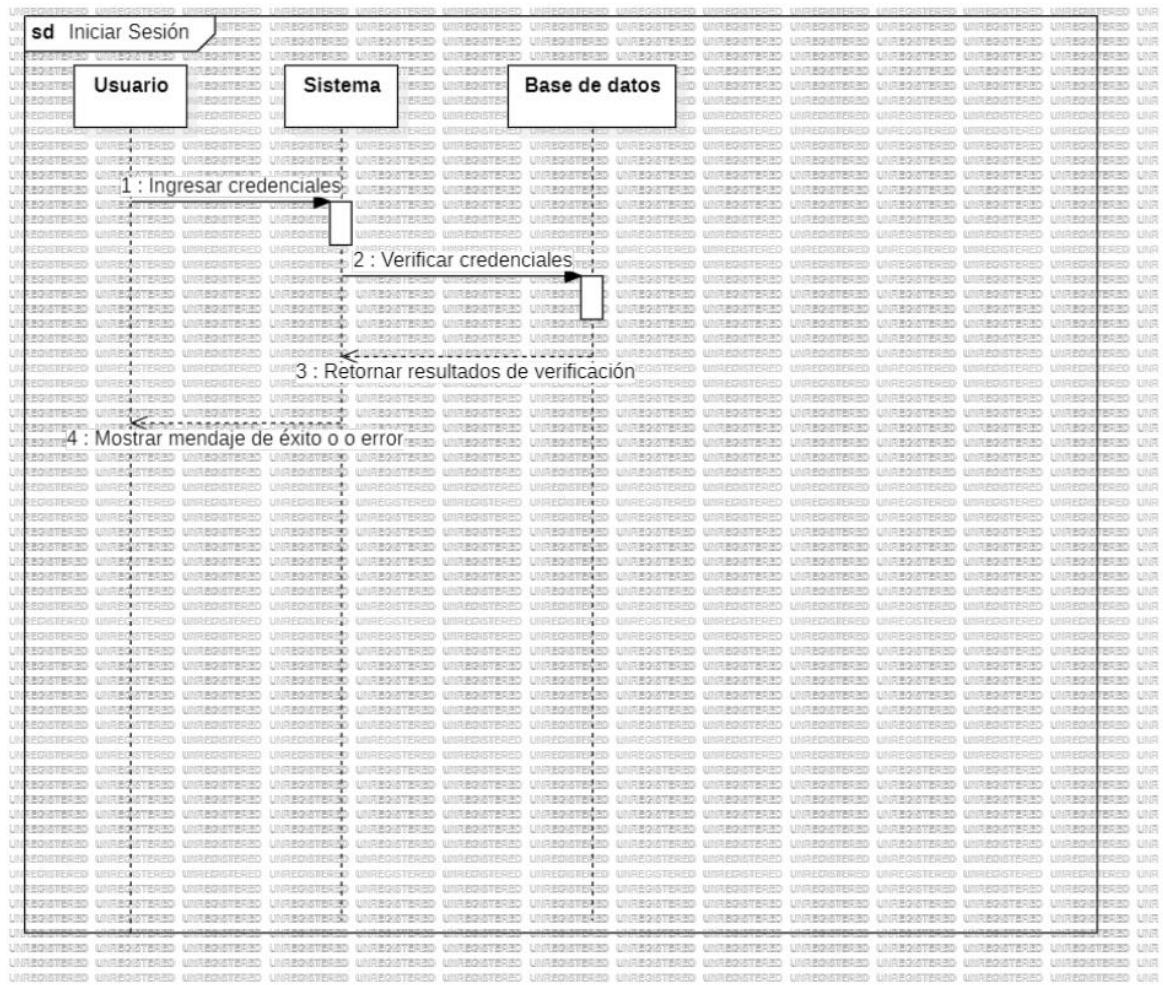 sd Iniciar Sesión
Usuario
Sistema
Base de datos
1 : Ingresar credenciales
2 : Verificar credenciales
3 : Retornar resultados de verificación
4 : Mostrar mendaje de éxito o o error
UNREGISTERED